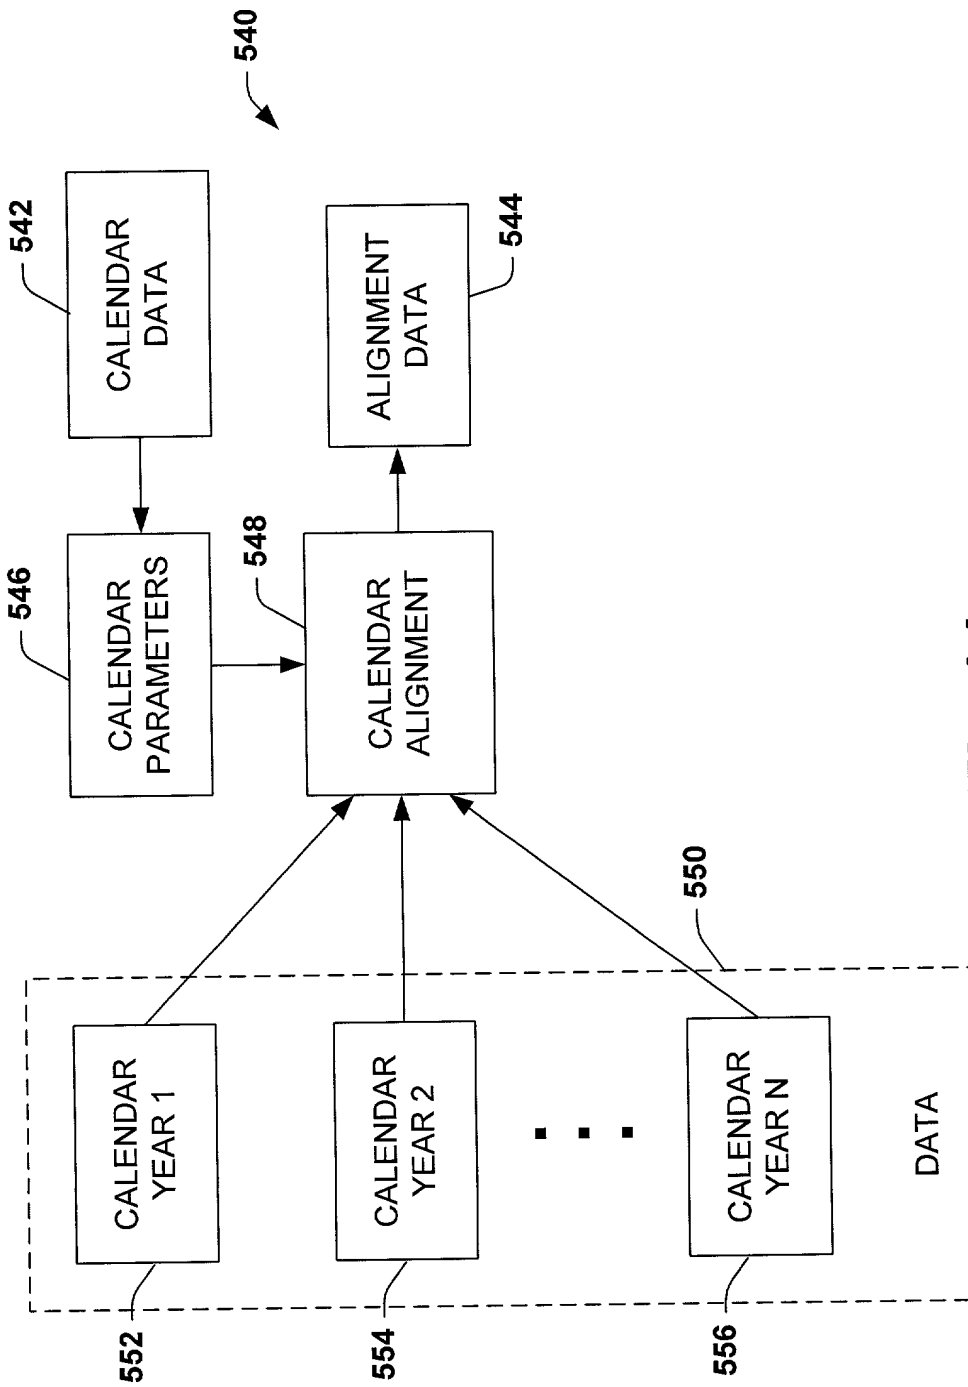 540
542
CALENDAR
DATA
546
CALENDAR
PARAMETERS
544
ALIGNMENT
DATA
548
CALENDAR
ALIGNMENT
550
552
CALENDAR
YEAR 1
554
CALENDAR
YEAR 2
556
CALENDAR
YEAR N
DATA